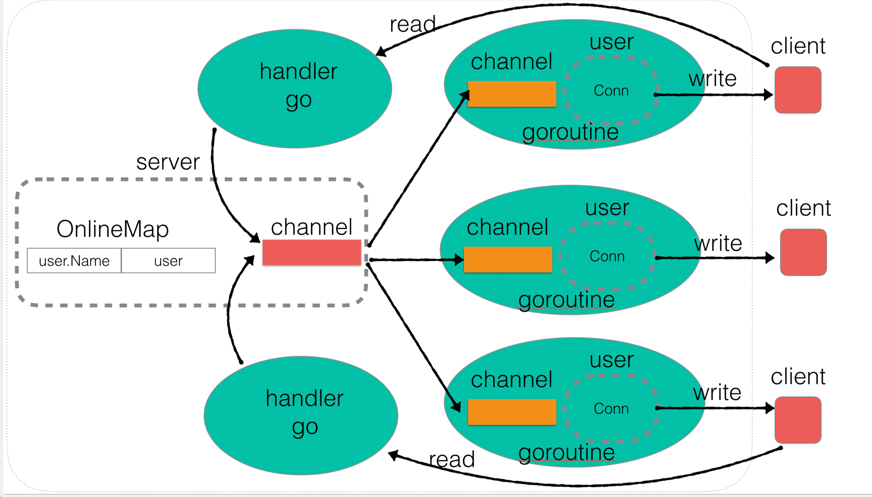 read
client
handler
go
user
channel
Conn
write
goroutine
server
OnlineMap
user.Name
user
channel
user
channel
Conn
write
client
goroutine
handler
go
user
channel
Conn
write
client
goroutine
read